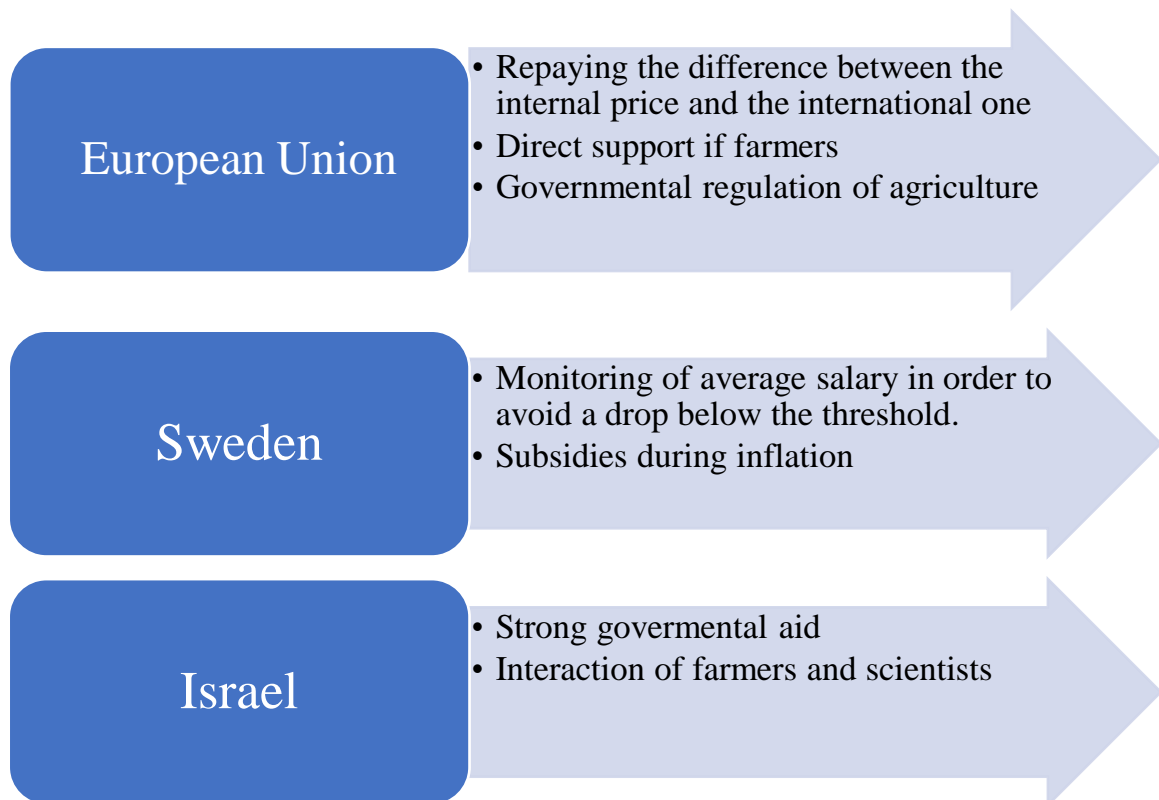 European Union
• Repaying the difference between the
internal price and the international one
• Direct support if farmers
• Governmental regulation of agriculture
Sweden
• Monitoring of average salary in order to
avoid a drop below the threshold.
• Subsidies during inflation
Israel
• Strong govermental aid
• Interaction of farmers and scientists